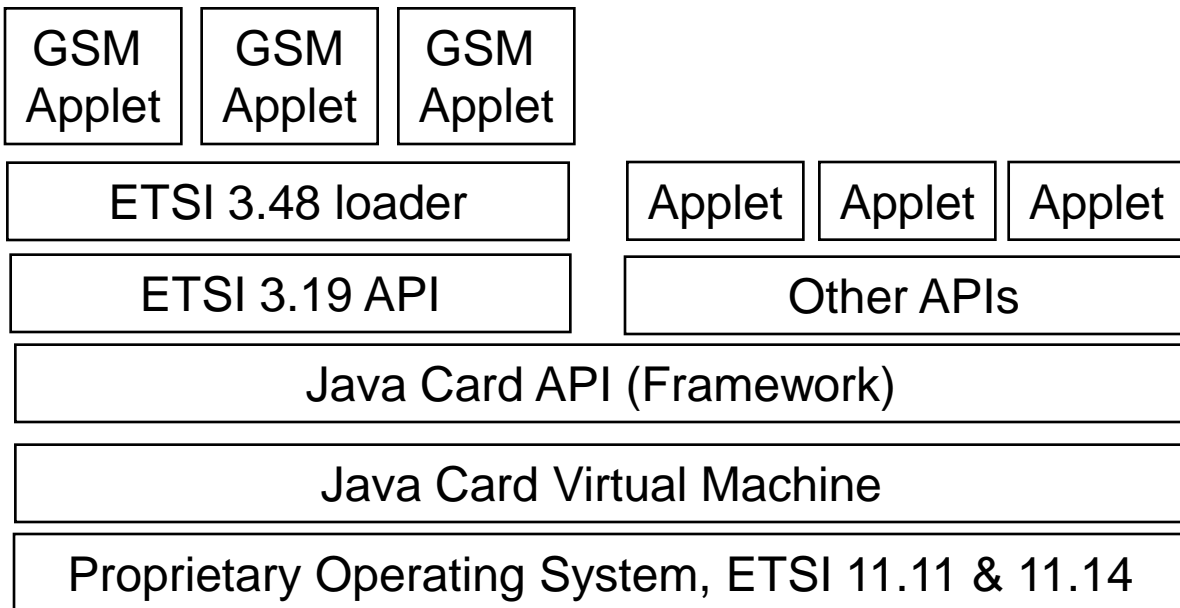 GSM
Applet
GSM
Applet
GSM
Applet
ETSI 3.48 loader
Applet
Applet
Applet
ETSI 3.19 API
Other APIs
Java Card API (Framework)
Java Card Virtual Machine
Proprietary Operating System, ETSI 11.11 & 11.14